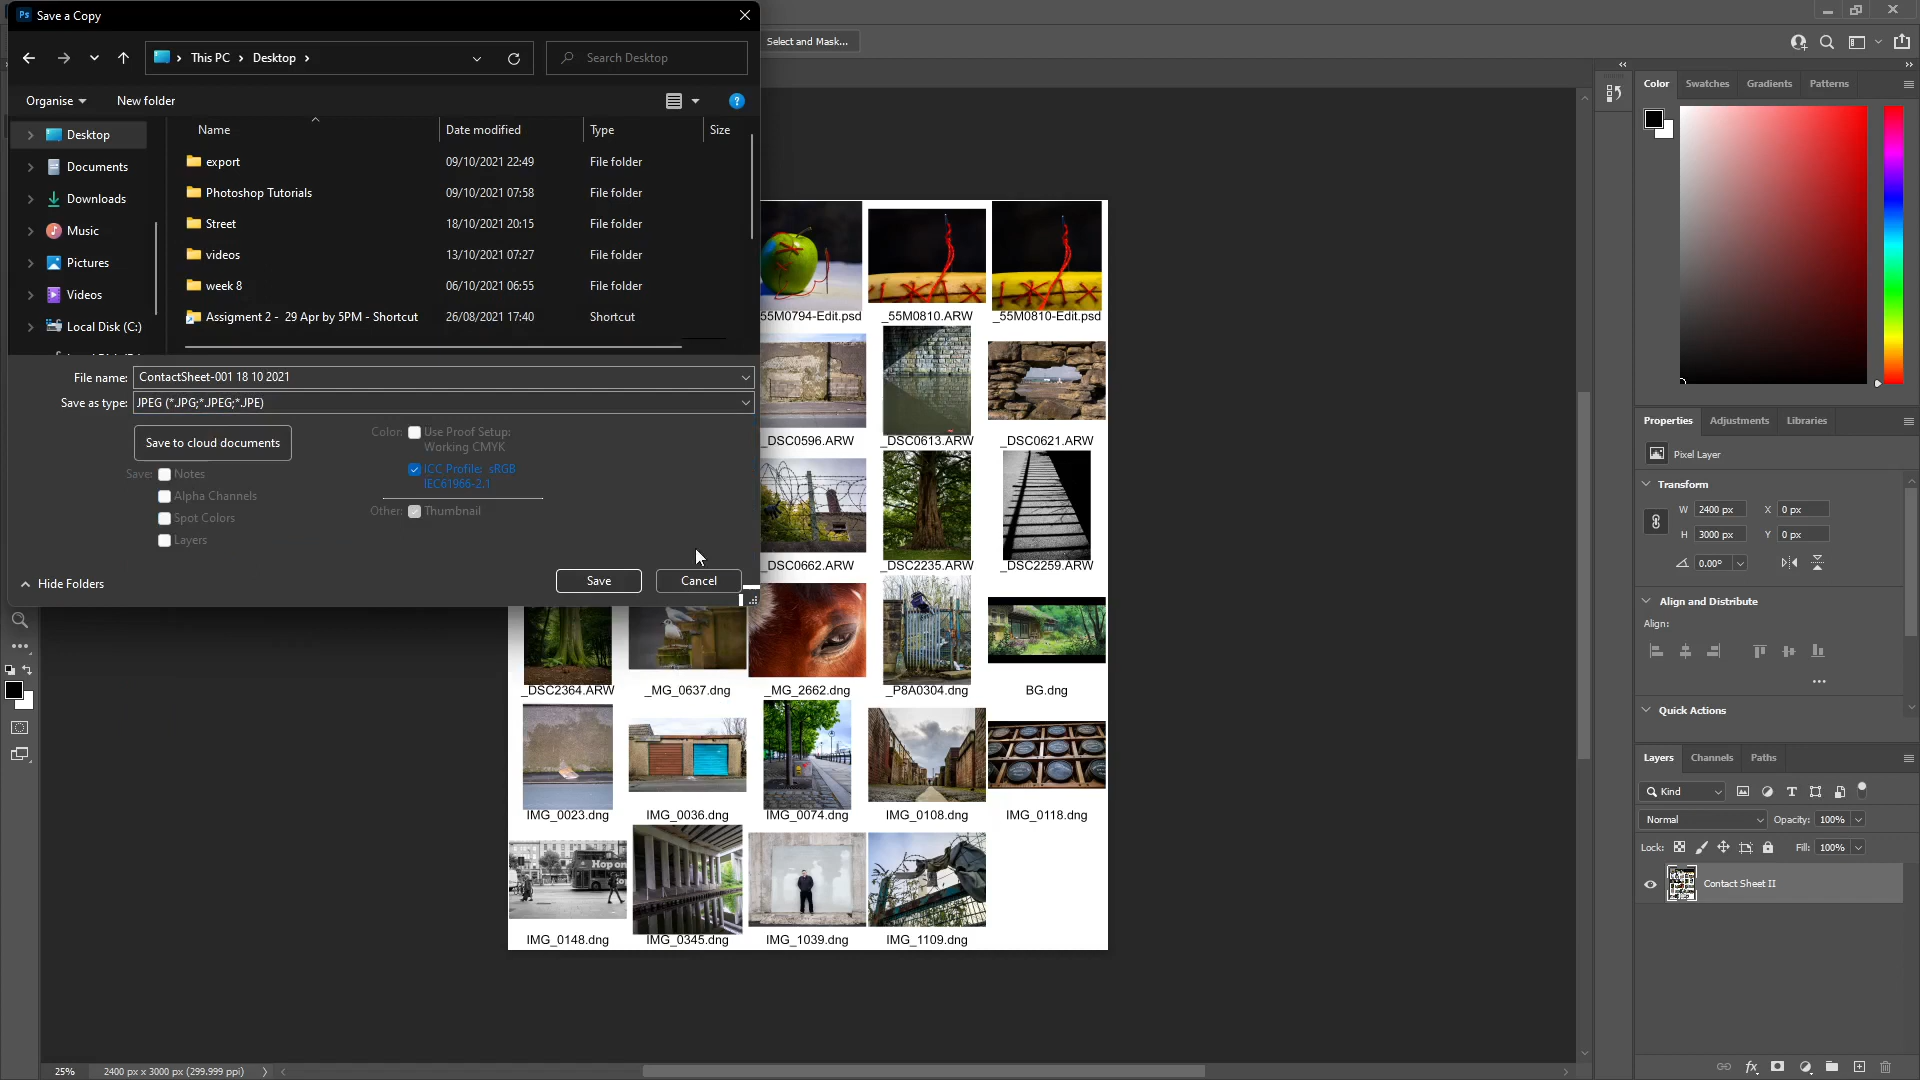 Ps Save a Copy
Select and Mask...
This PC > Desktop >
Search Desktop
Organise
New folder
?
Desktop
Documents
Downloads
Music
Pictures
Videos
Local Disk (C:)
Name Date modified Type Size
export 09/10/2021 22:49 File folder
Photoshop Tutorials 09/10/2021 07:58 File folder
Street 18/10/2021 20:15 File folder
videos 13/10/2021 07:27 File folder
week 8 06/10/2021 06:55 File folder
Assigment 2 - 29 Apr by 5PM - Shortcut 26/08/2021 17:40 Shortcut
File name: ContactSheet-001 18 10 2021
Save as type: JPEG (*.JPG;*.JPEG;*.JPE)
Save to cloud documents
Save: Notes
Alpha Channels
Spot Colors
Layers
Color: Use Proof Setup:
Working CMYK
ICC Profile: sRGB
IEC61966-2.1
Other: Thumbnail
Hide Folders
Save
Cancel
55M0794-Edit.psd _55M0810.ARW _55M0810-Edit.psd
_DSC0596.ARW _DSC0613.ARW _DSC0621.ARW
_DSC0662.ARW _DSC2235.ARW _DSC2259.ARW
_DSC2364.ARW _MG_0637.dng _MG_2662.dng _P8A0304.dng BG.dng
IMG_0023.dng IMG_0036.dng IMG_0074.dng IMG_0108.dng IMG_0118.dng
Hop on
IMG_0148.dng IMG_0345.dng IMG_1039.dng IMG_1109.dng
25% 2400 px x 3000 px (299.999 ppi)
Color Swatches Gradients Patterns
Properties Adjustments Libraries
Pixel Layer
Transform
W 2400 px X 0 px
H 3000 px Y 0 px
0.00°
Align and Distribute
Align:
...
Quick Actions
Layers Channels Paths
Kind
Normal Opacity: 100%
Lock: Fill: 100%
Contact Sheet II
fx